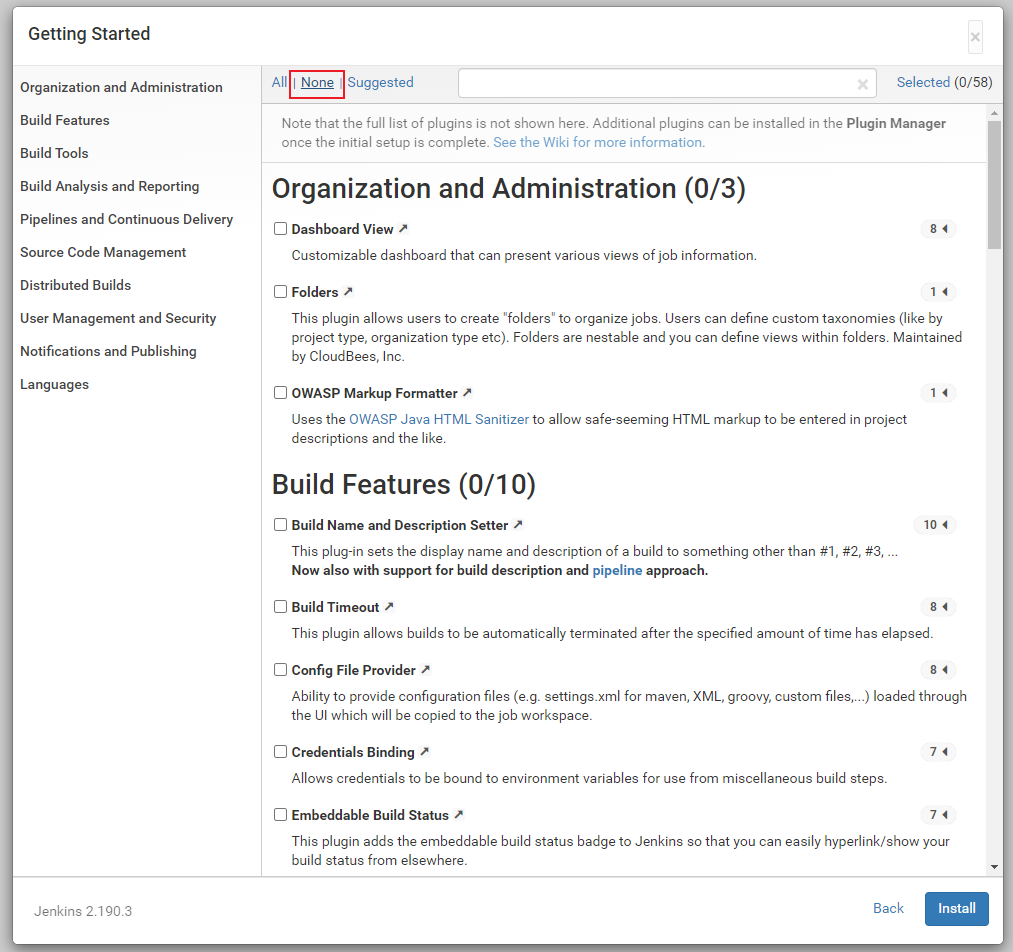 Getting Started
×
Organization and Administration
Build Features
Build Tools
Build Analysis and Reporting
Pipelines and Continuous Delivery
Source Code Management
Distributed Builds
User Management and Security
Notifications and Publishing
Languages
All | None | Suggested
×
Selected (0/58)
Note that the full list of plugins is not shown here. Additional plugins can be installed in the Plugin Manager
once the initial setup is complete. See the Wiki for more information.
Organization and Administration (0/3)
Dashboard View ↗ 8
Customizable dashboard that can present various views of job information.
Folders ↗ 1
This plugin allows users to create "folders" to organize jobs. Users can define custom taxonomies (like by
project type, organization type etc). Folders are nestable and you can define views within folders. Maintained
by CloudBees, Inc.
OWASP Markup Formatter ↗ 1
Uses the OWASP Java HTML Sanitizer to allow safe-seeming HTML markup to be entered in project
descriptions and the like.
Build Features (0/10)
Build Name and Description Setter ↗ 10
This plug-in sets the display name and description of a build to something other than #1, #2, #3, ...
Now also with support for build description and pipeline approach.
Build Timeout ↗ 8
This plugin allows builds to be automatically terminated after the specified amount of time has elapsed.
Config File Provider ↗ 8
Ability to provide configuration files (e.g. settings.xml for maven, XML, groovy, custom files,...) loaded through
the UI which will be copied to the job workspace.
Credentials Binding ↗ 7
Allows credentials to be bound to environment variables for use from miscellaneous build steps.
Embeddable Build Status ↗ 7
This plugin adds the embeddable build status badge to Jenkins so that you can easily hyperlink/show your
build status from elsewhere.
Jenkins 2.190.3
Back
Install